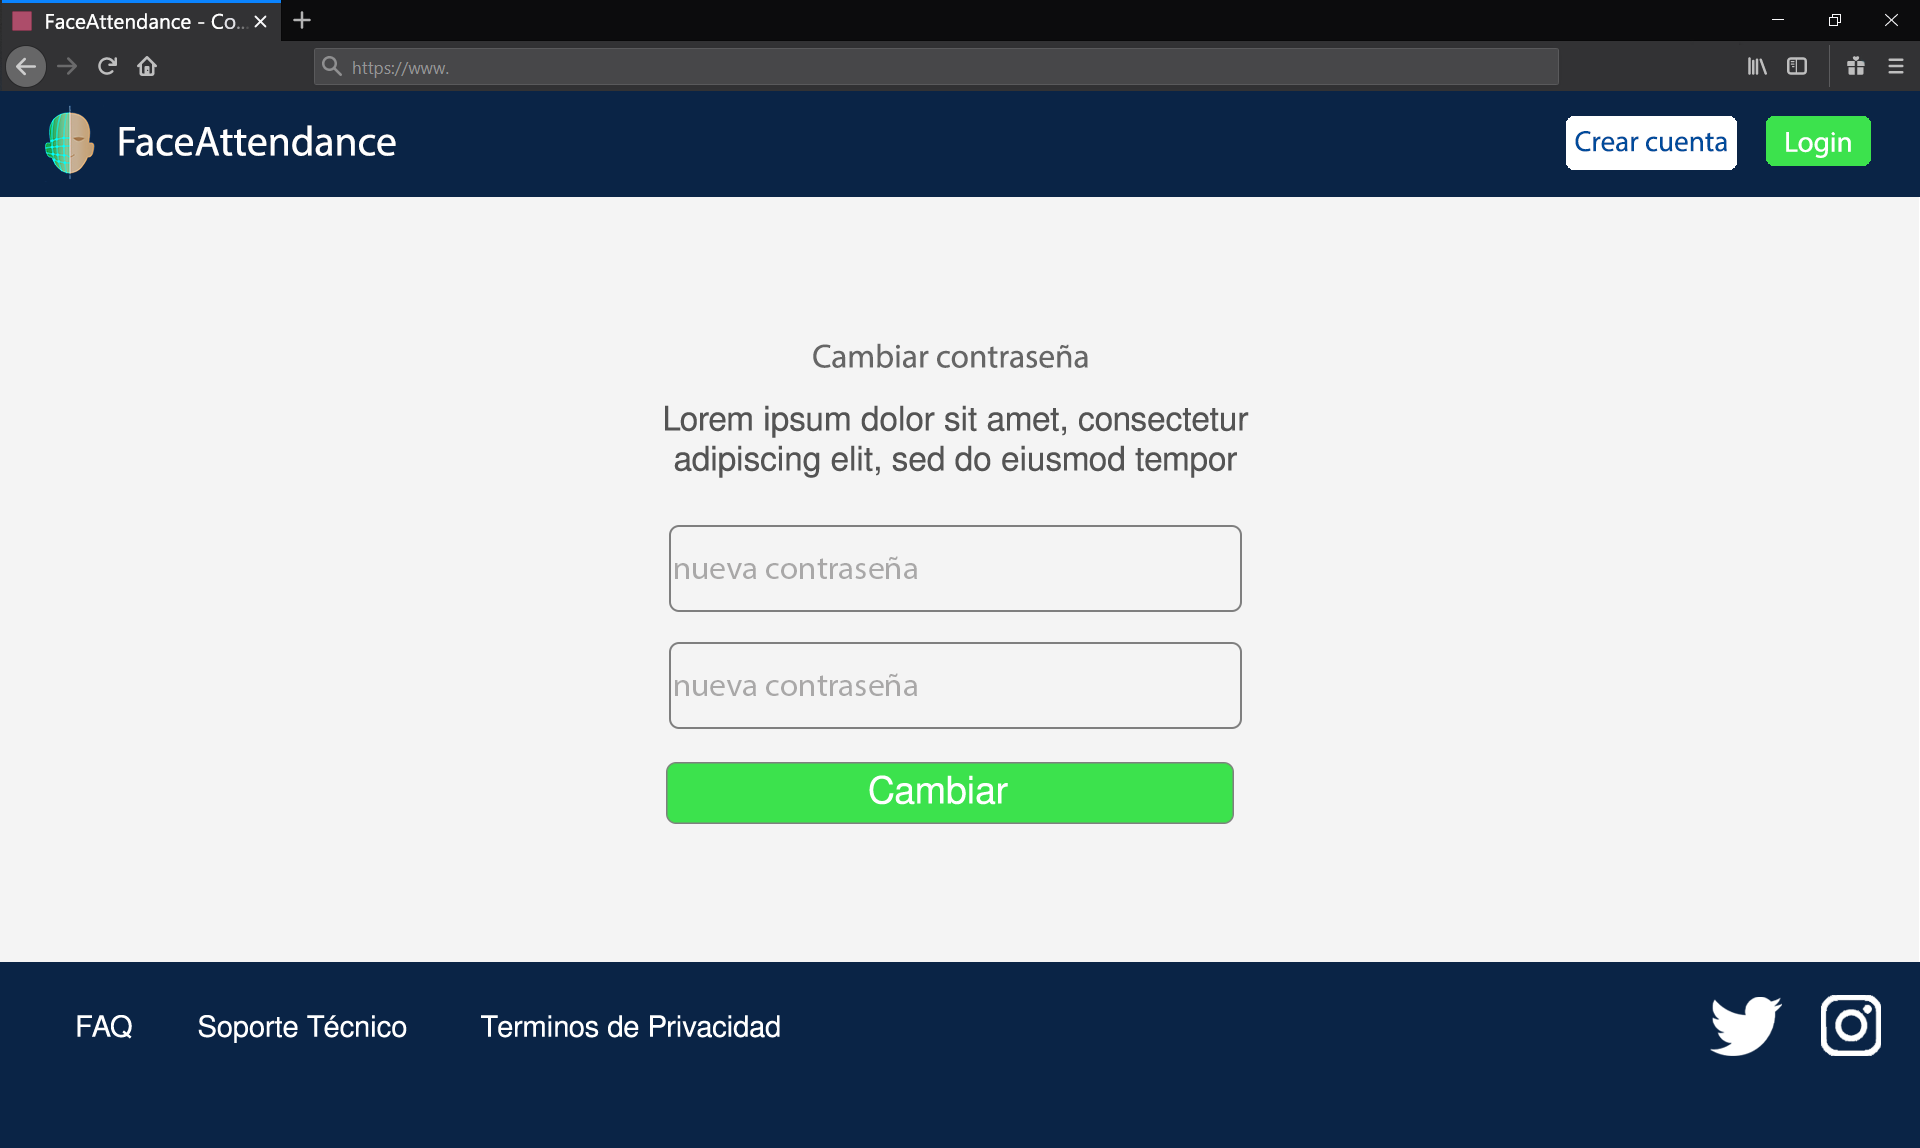 FaceAttendance - Co...
https://www.
FaceAttendance
Crear cuenta
Login
Cambiar contraseña
Lorem ipsum dolor sit amet, consectetur
adipiscing elit, sed do eiusmod tempor
nueva contraseña
nueva contraseña
Cambiar
FAQ
Soporte Técnico
Terminos de Privacidad